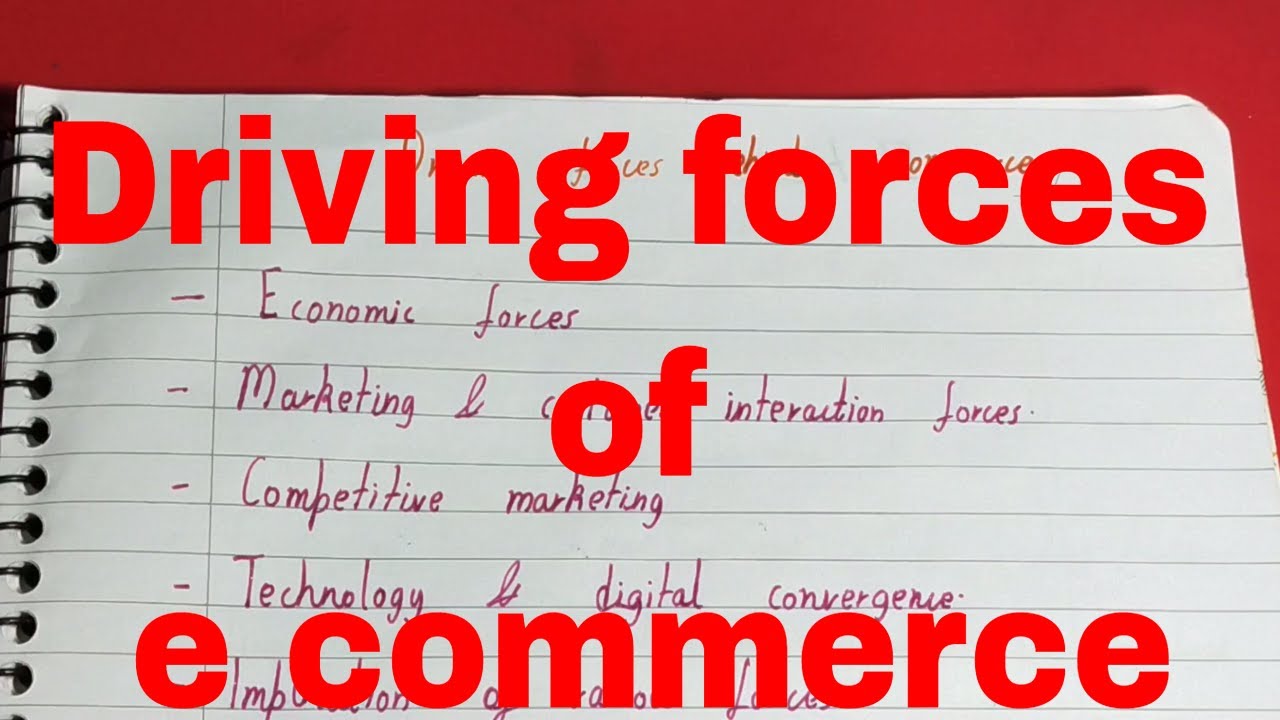 Driving forces
- Economic forces
of
- Marketing & interaction forces.
- Competitive marketing
- Technology & digital convergence.
e commerce